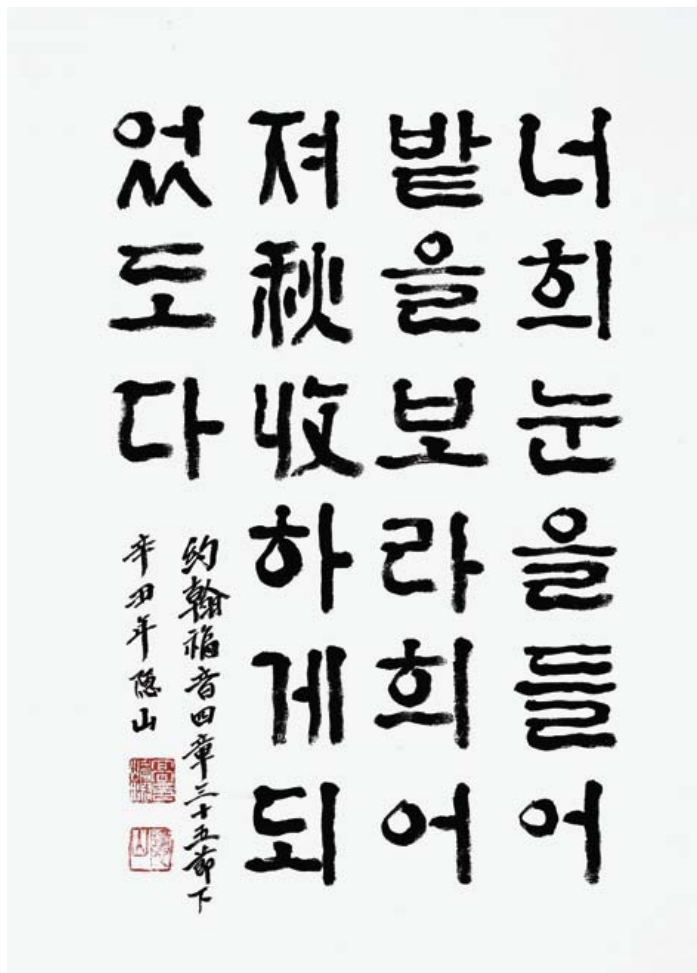 너희눈을들어
밭을보라희어
져秋收하게되
었도다
約翰福音四章三十五節下
辛丑年 隱山